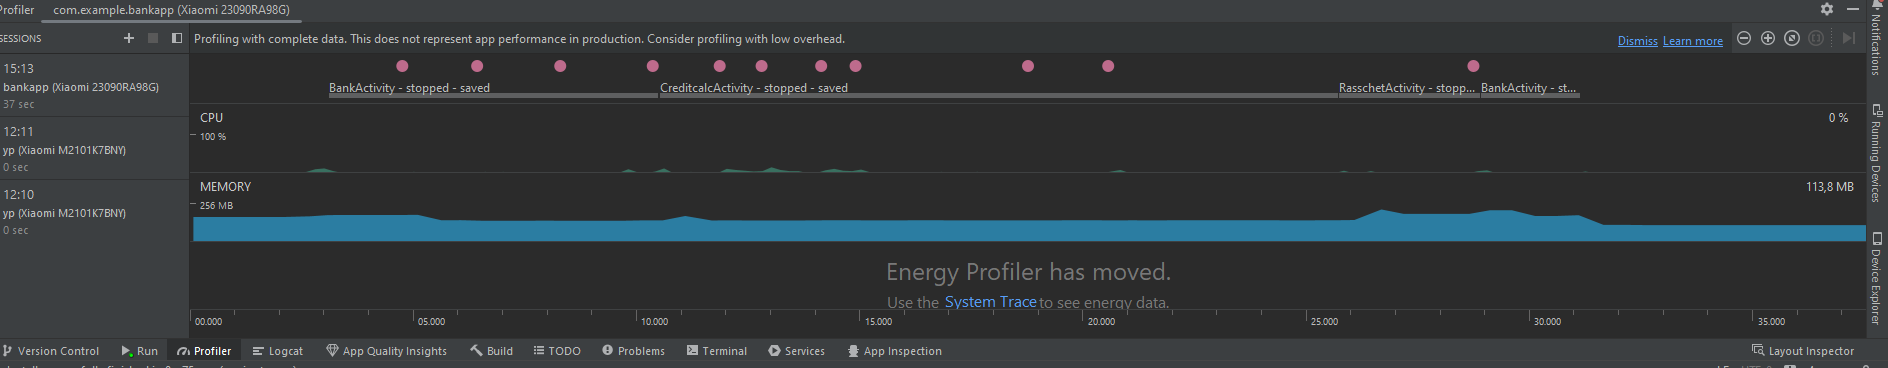 Profiler com.example.bankapp (Xiaomi 23090RA98G)
SESSIONS
Profiling with complete data. This does not represent app performance in production. Consider profiling with low overhead. Dismiss Learn more
15:13
bankapp (Xiaomi 23090RA98G)
37 sec
12:11
yp (Xiaomi M2101K7BNY)
0 sec
12:10
yp (Xiaomi M2101K7BNY)
0 sec
BankActivity - stopped - saved CreditcalcActivity - stopped - saved RasschetActivity - stopp... BankActivity - st...
CPU 0 %
100 %
MEMORY 113,8 MB
256 MB
Energy Profiler has moved.
Use the System Trace to see energy data.
00.000 05.000 10.000 15.000 20.000 25.000 30.000 35.000
Notifications
Running Devices
Device Explorer
Version Control Run Profiler Logcat App Quality Insights Build TODO Problems Terminal Services App Inspection Layout Inspector